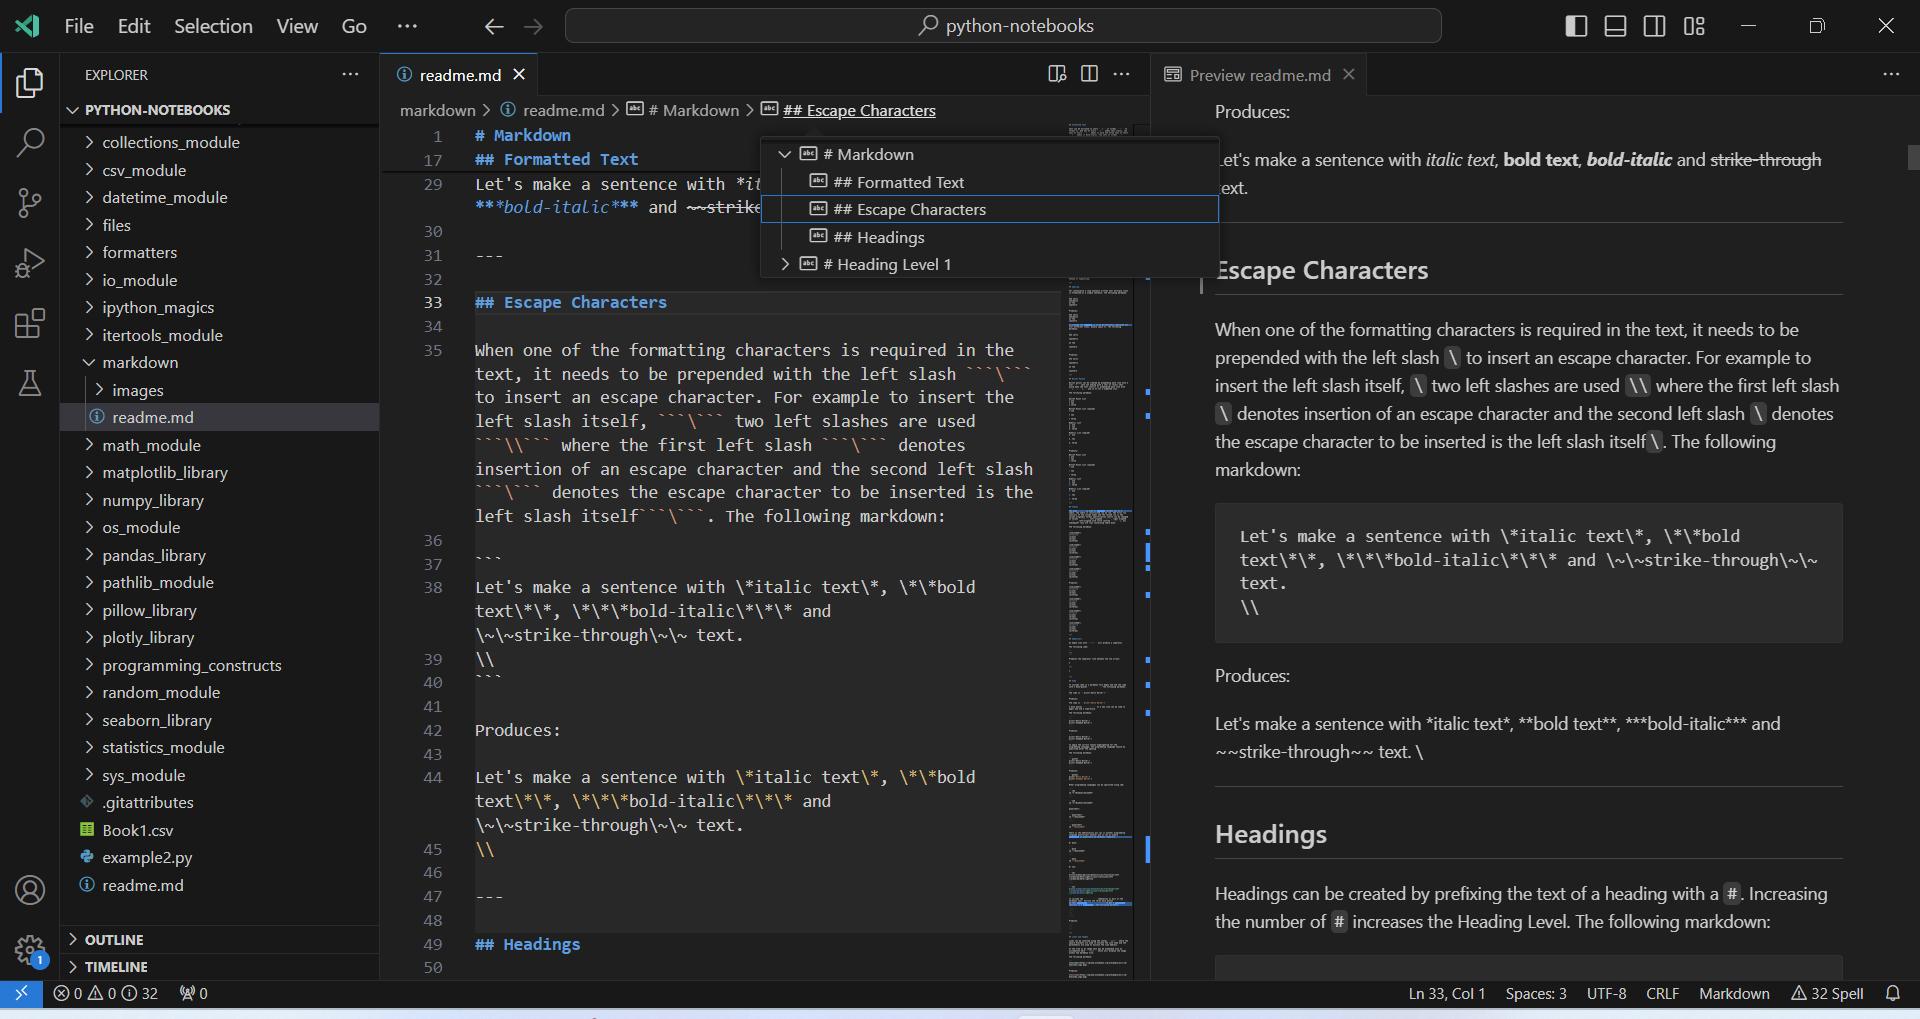 File Edit Selection View Go ···
python-notebooks
EXPLORER
PYTHON-NOTEBOOKS
collections_module
csv_module
datetime_module
files
formatters
io_module
ipython_magics
itertools_module
markdown
images
readme.md
math_module
matplotlib_library
numpy_library
os_module
pandas_library
pathlib_module
pillow_library
plotly_library
programming_constructs
random_module
seaborn_library
statistics_module
sys_module
.gitattributes
Book1.csv
example2.py
readme.md
OUTLINE
TIMELINE
readme.md
markdown > readme.md > # Markdown > ## Escape Characters
1 # Markdown
17 ## Formatted Text
29 Let's make a sentence with *it
***bold-italic*** and ~~strike
30
31 ---
32
33 ## Escape Characters
34
35 When one of the formatting characters is required in the
text, it needs to be prepended with the left slash ```\```
to insert an escape character. For example to insert the
left slash itself, ```\``` two left slashes are used
```\\``` where the first left slash ```\``` denotes
insertion of an escape character and the second left slash
```\``` denotes the escape character to be inserted is the
left slash itself```\```. The following markdown:
36
37 ```
38 Let's make a sentence with \*italic text\*, \*\*bold
text\*\*, \*\*\*bold-italic\*\*\* and
\~\~strike-through\~\~ text.
39 \\
40 ```
41
42 Produces:
43
44 Let's make a sentence with \*italic text\*, \*\*bold
text\*\*, \*\*\*bold-italic\*\*\* and
\~\~strike-through\~\~ text.
45 \\
46
47 ---
48
49 ## Headings
50
# Markdown
## Formatted Text
## Escape Characters
## Headings
# Heading Level 1
Preview readme.md
Produces:
Let's make a sentence with italic text, bold text, bold-italic and strike-through
text.
Escape Characters
When one of the formatting characters is required in the text, it needs to be
prepended with the left slash \ to insert an escape character. For example to
insert the left slash itself, \ two left slashes are used \\ where the first left slash
\ denotes insertion of an escape character and the second left slash \ denotes
the escape character to be inserted is the left slash itself\. The following
markdown:
Let's make a sentence with \*italic text\*, \*\*bold
text\*\*, \*\*\*bold-italic\*\*\* and \~\~strike-through\~\~
text.
\\
Produces:
Let's make a sentence with *italic text*, **bold text**, ***bold-italic*** and
~~strike-through~~ text. \
Headings
Headings can be created by prefixing the text of a heading with a #. Increasing
the number of # increases the Heading Level. The following markdown:
1
0 0 32 0
Ln 33, Col 1 Spaces: 3 UTF-8 CRLF Markdown 32 Spell